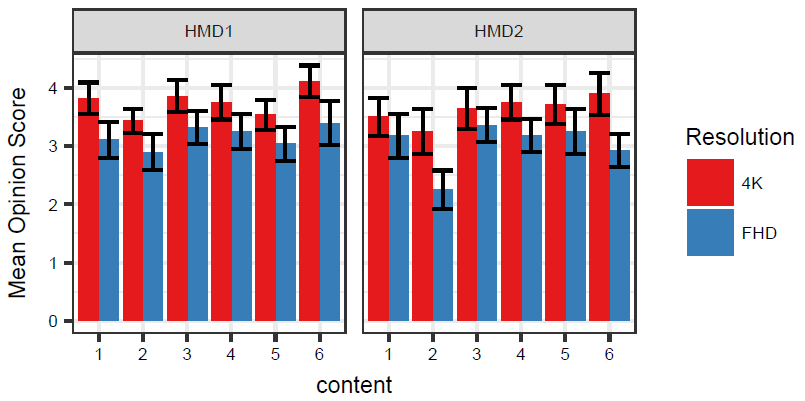 HMD1 HMD2
Mean Opinion Score
4
3
2
1
0
1 2 3 4 5 6 1 2 3 4 5 6
content
Resolution
4K
FHD